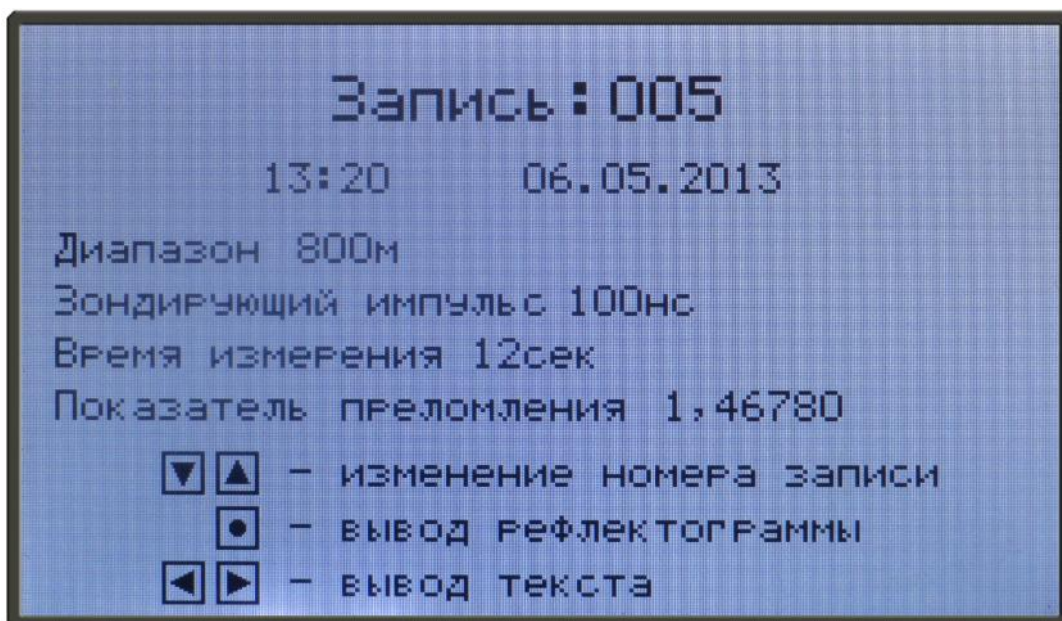 Запись:005
13:20 06.05.2013
Диапазон 800м
Зондирующий импульс 100нс
Время измерения 12сек
Показатель преломления 1,46780
▼ ▲ – изменение номера записи
● – вывод рефлектограммы
◀ ▶ – вывод текста